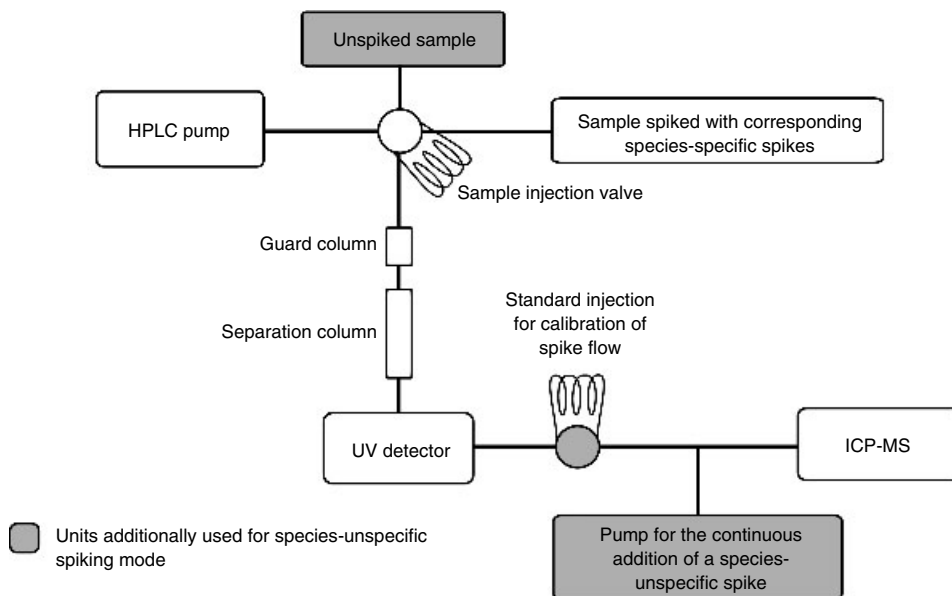 Unspiked sample
HPLC pump
Sample spiked with corresponding
species-specific spikes
Sample injection valve
Guard column
Separation column
Standard injection
for calibration of
spike flow
UV detector
ICP-MS
Units additionally used for species-unspecific
spiking mode
Pump for the continuous
addition of a species-
unspecific spike